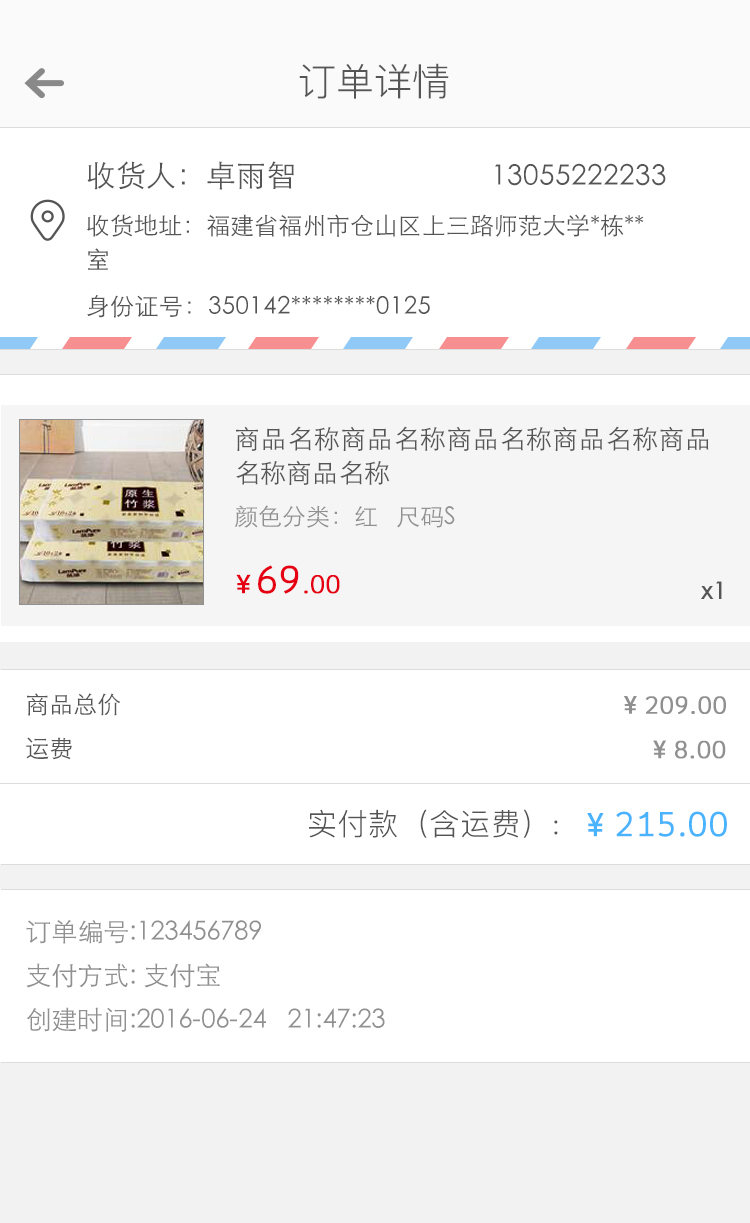 订单详情
收货人：卓雨智 13055222233
收货地址：福建省福州市仓山区上三路师范大学*栋**
室
身份证号：350142********0125
原生
竹浆
LamPure
竹浆
LamPure
商品名称商品名称商品名称商品名称商品
名称商品名称
颜色分类：红 尺码S
¥69.00
x1
商品总价 ¥ 209.00
运费 ¥ 8.00
实付款（含运费）: ¥ 215.00
订单编号:123456789
支付方式: 支付宝
创建时间:2016-06-24 21:47:23